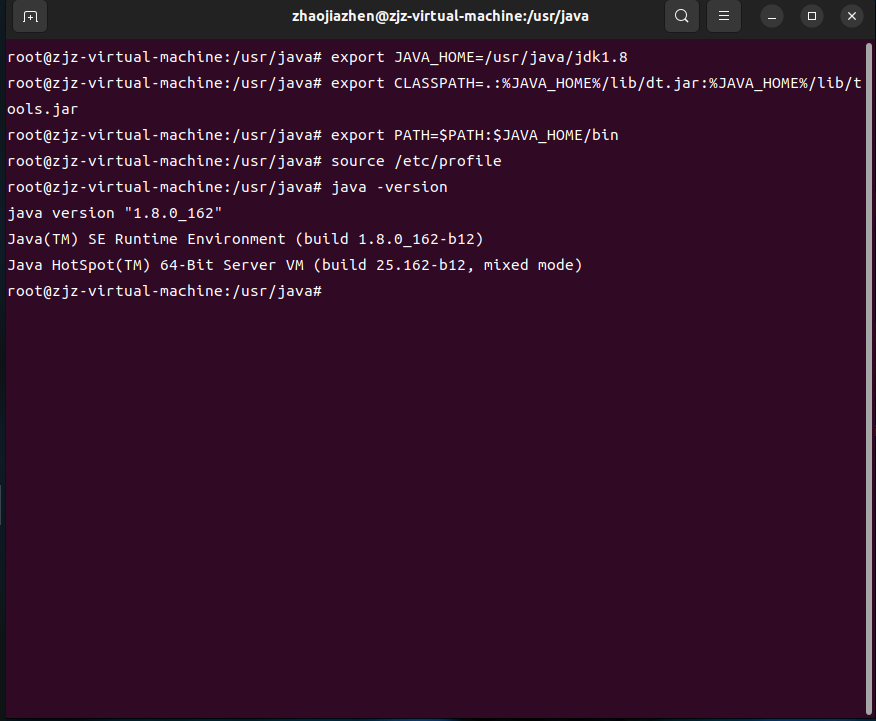 zhaojiazhen@zjz-virtual-machine:/usr/java
root@zjz-virtual-machine:/usr/java# export JAVA_HOME=/usr/java/jdk1.8
root@zjz-virtual-machine:/usr/java# export CLASSPATH=.:%JAVA_HOME%/lib/dt.jar:%JAVA_HOME%/lib/t
ools.jar
root@zjz-virtual-machine:/usr/java# export PATH=$PATH:$JAVA_HOME/bin
root@zjz-virtual-machine:/usr/java# source /etc/profile
root@zjz-virtual-machine:/usr/java# java -version
java version "1.8.0_162"
Java(TM) SE Runtime Environment (build 1.8.0_162-b12)
Java HotSpot(TM) 64-Bit Server VM (build 25.162-b12, mixed mode)
root@zjz-virtual-machine:/usr/java#